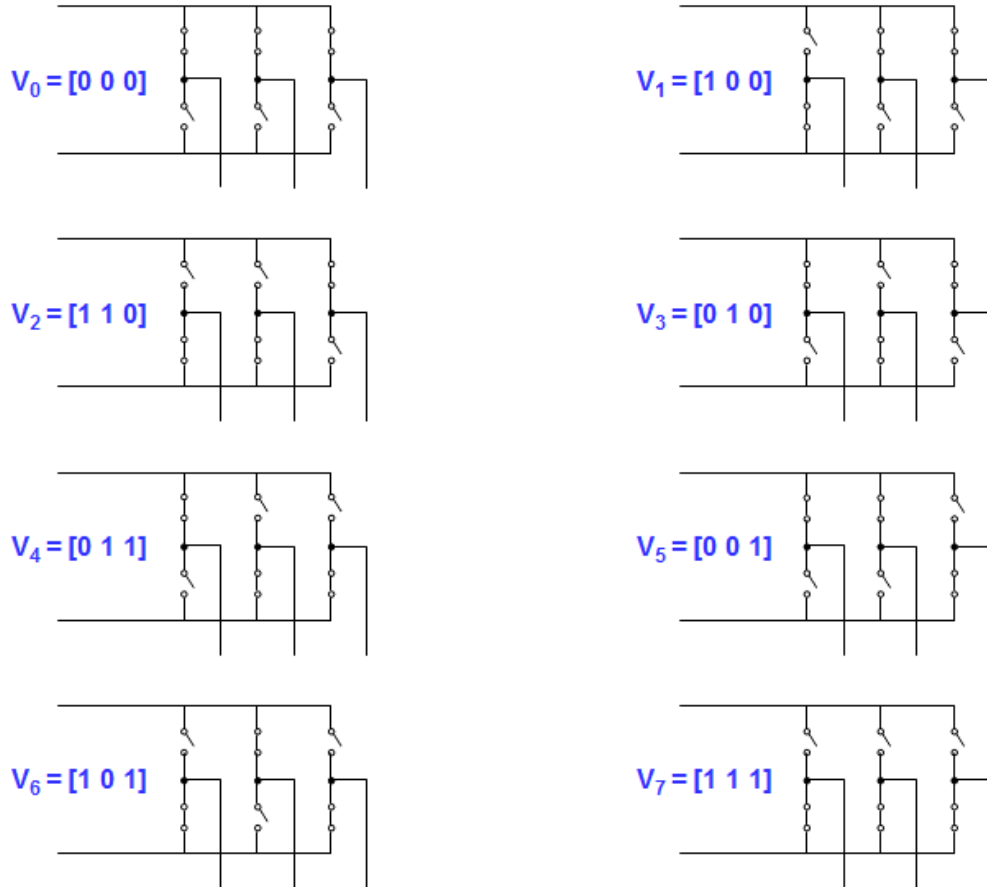 V₀ = [0 0 0]
V₁ = [1 0 0]
V₂ = [1 1 0]
V₃ = [0 1 0]
V₄ = [0 1 1]
V₅ = [0 0 1]
V₆ = [1 0 1]
V₇ = [1 1 1]